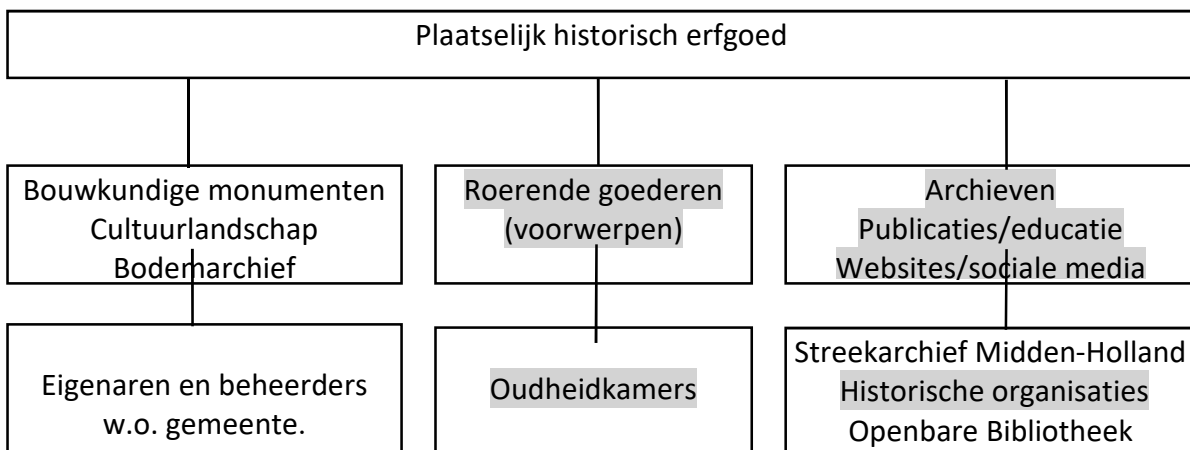 Plaatselijk historisch erfgoed
Bouwkundige monumenten
Cultuurlandschap
Bodemarchief
Roerende goederen
(voorwerpen)
Archieven
Publicaties/educatie
Websites/sociale media
Eigenaren en beheerders
w.o. gemeente.
Oudheidkamers
Streekarchief Midden-Holland
Historische organisaties
Openbare Bibliotheek